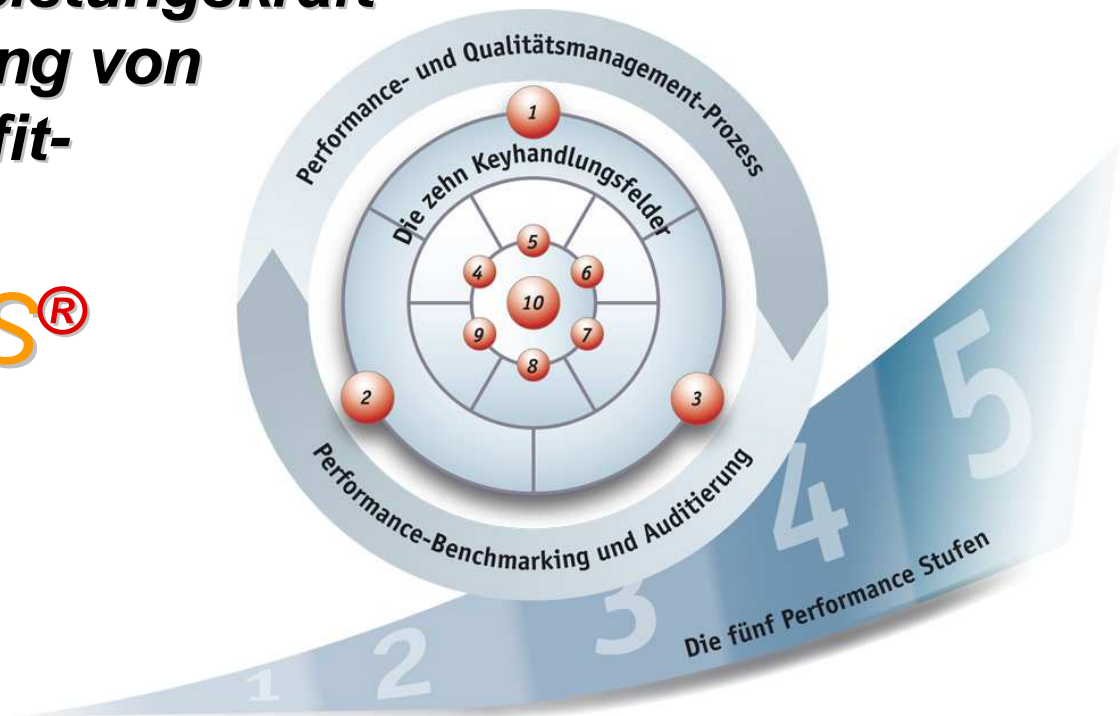 ng von
fit-
S®
Performance- und Qualitätsmanagement-Prozess
1
Die zehn Keyhandlungsfelder
5
4
6
10
9
7
8
2
3
Performance-Benchmarking und Auditierung
1
2
3
4
5
Die fünf Performance Stufen